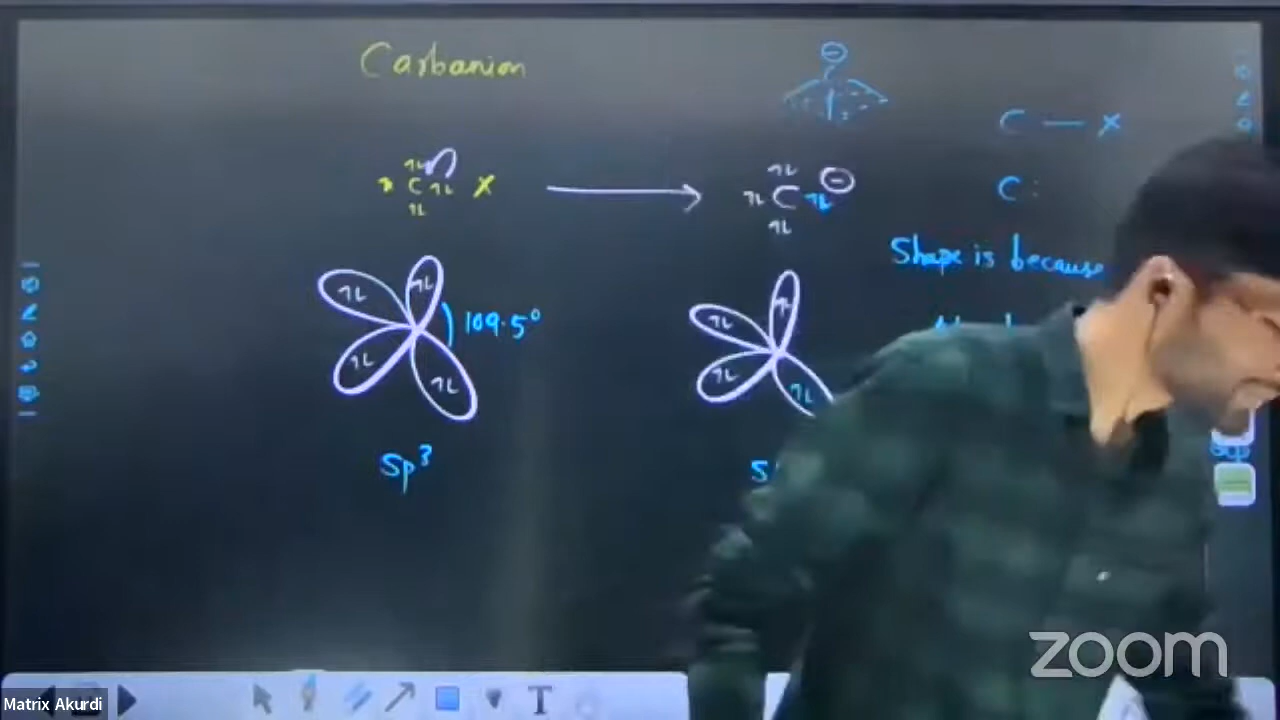 Carbanion
⊖
C — X
C X
C ⊖
C :
Shape is because
109.5°
Sp³
T
zoom
Matrix Akurdi